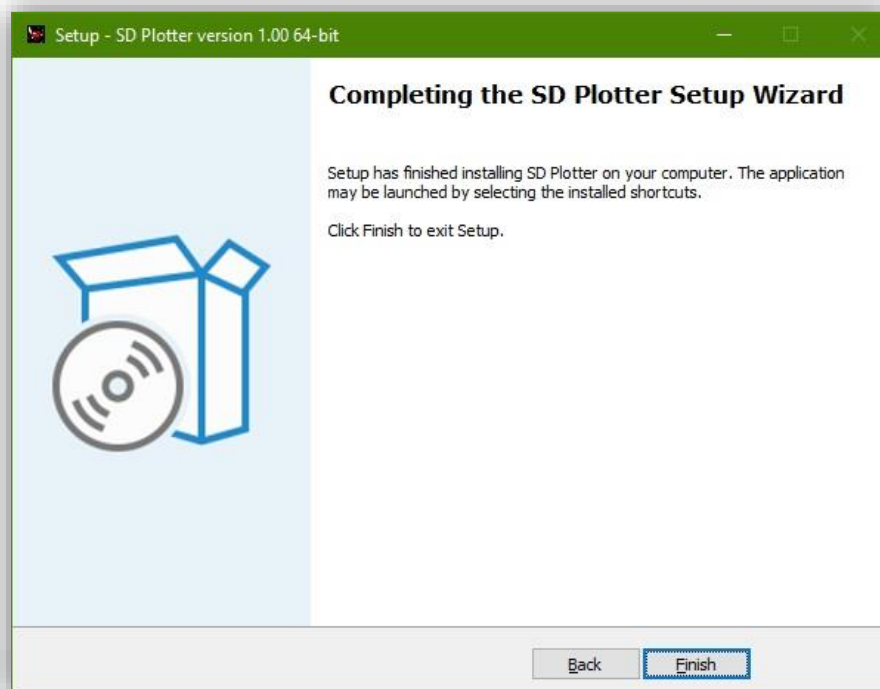 Setup - SD Plotter version 1.00 64-bit
Completing the SD Plotter Setup Wizard
Setup has finished installing SD Plotter on your computer. The application
may be launched by selecting the installed shortcuts.
Click Finish to exit Setup.
Back
Finish